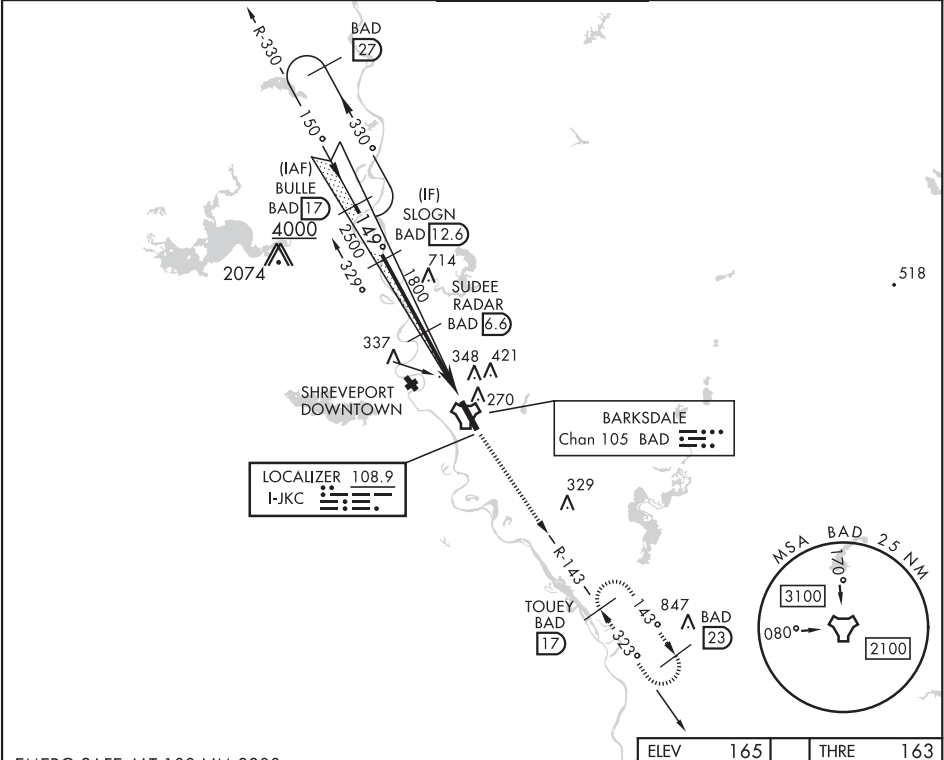 R-330
BAD
27
150°
330°
(IAF)
BULLE
BAD 17
4000
2074
149°
2500
329°
(IF)
SLOGN
BAD 12.6
714
1800
SUDEE
RADAR
BAD 6.6
518
337
348
421
270
SHREVEPORT
DOWNTOWN
BARKSDALE
Chan 105 BAD
LOCALIZER 108.9
I-JKC
329
R-143
TOUEY
BAD
17
143°
323°
847
BAD
23
MSA BAD 25 NM
170°
3100
080°
2100
ELEV 165
THRE 163